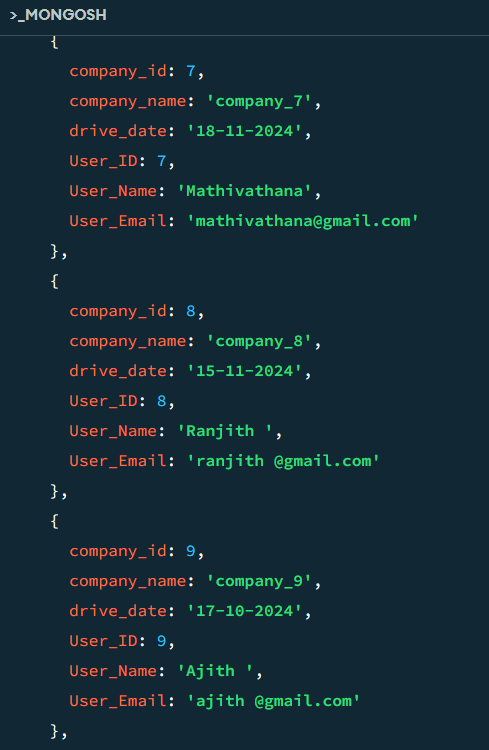 >_MONGOSH
{
company_id: 7,
company_name: 'company_7',
drive_date: '18-11-2024',
User_ID: 7,
User_Name: 'Mathivathana',
User_Email: 'mathivathana@gmail.com'
},
{
company_id: 8,
company_name: 'company_8',
drive_date: '15-11-2024',
User_ID: 8,
User_Name: 'Ranjith ',
User_Email: 'ranjith @gmail.com'
},
{
company_id: 9,
company_name: 'company_9',
drive_date: '17-10-2024',
User_ID: 9,
User_Name: 'Ajith ',
User_Email: 'ajith @gmail.com'
},